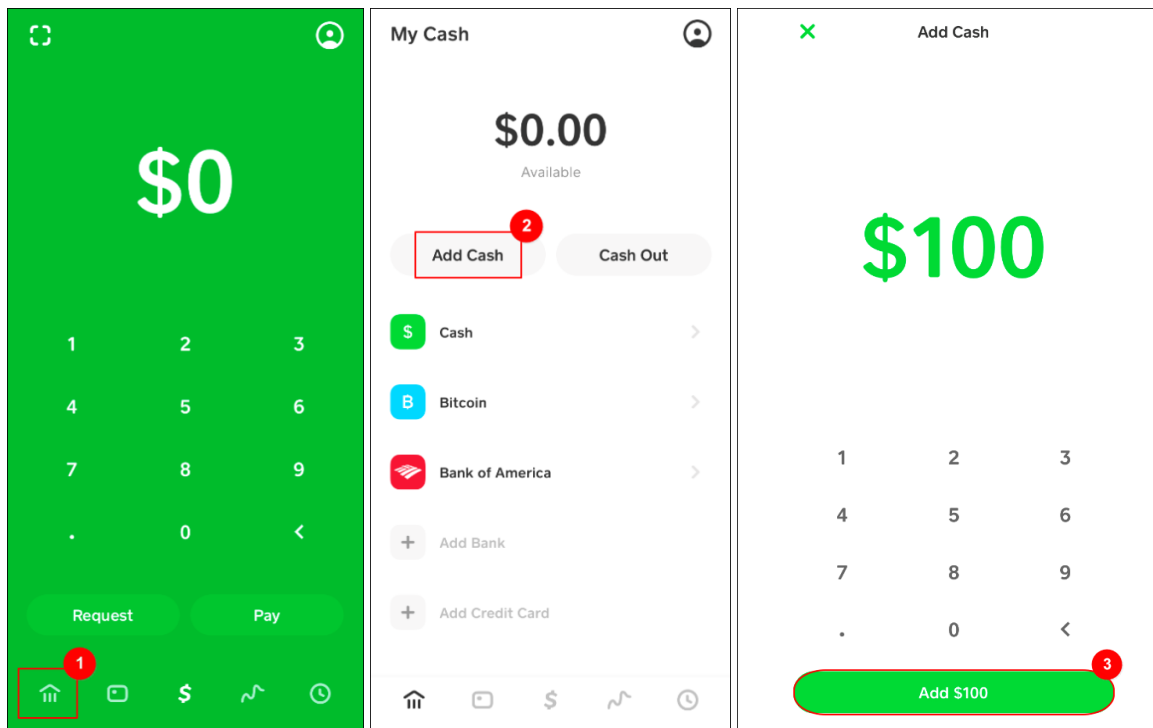 $0
1 2 3
4 5 6
7 8 9
. 0 <
Request Pay
1
My Cash
$0.00
Available
2
Add Cash Cash Out
$ Cash
B Bitcoin
Bank of America
+ Add Bank
+ Add Credit Card
Add Cash
$100
1 2 3
4 5 6
7 8 9
. 0 <
3
Add $100